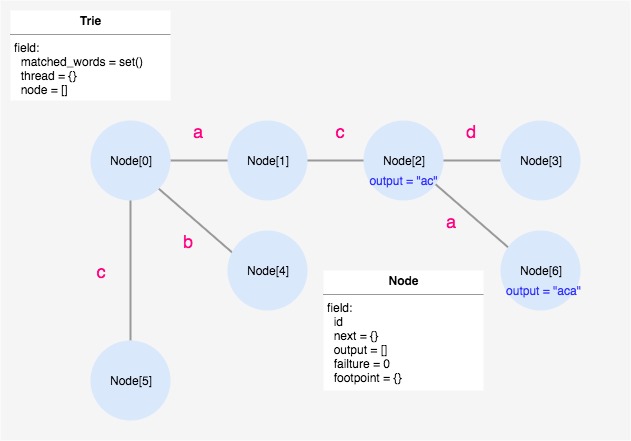 Trie
field:
matched_words = set()
thread = {}
node = []
a
c
d
Node[0]
Node[1]
Node[2]
Node[3]
output = "ac"
a
b
c
Node[4]
Node[6]
output = "aca"
Node
field:
id
next = {}
output = []
failture = 0
footpoint = {}
Node[5]